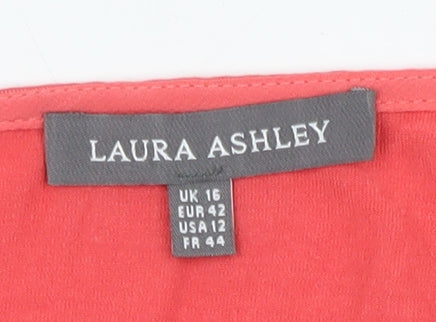 LAURA ASHLEY
UK 16
EUR 42
USA 12
FR 44